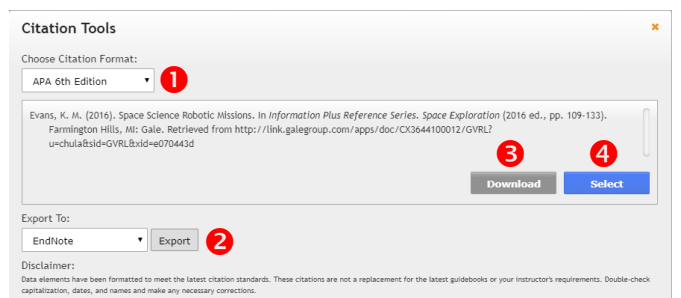 Citation Tools
Choose Citation Format:
APA 6th Edition
1
Evans, K. M. (2016). Space Science Robotic Missions. In Information Plus Reference Series. Space Exploration (2016 ed., pp. 109-133).
Farmington Hills, MI: Gale. Retrieved from http://link.galegroup.com/apps/doc/CX3644100012/GVRL?
u=chula&sid=GVRL&xid=e070443d
3 4
Download Select
Export To:
EndNote Export 2
Disclaimer:
Data elements have been formatted to meet the latest citation standards. These citations are not a replacement for the latest guidebooks or your instructor's requirements. Double-check
capitalization, dates, and names and make any necessary corrections.